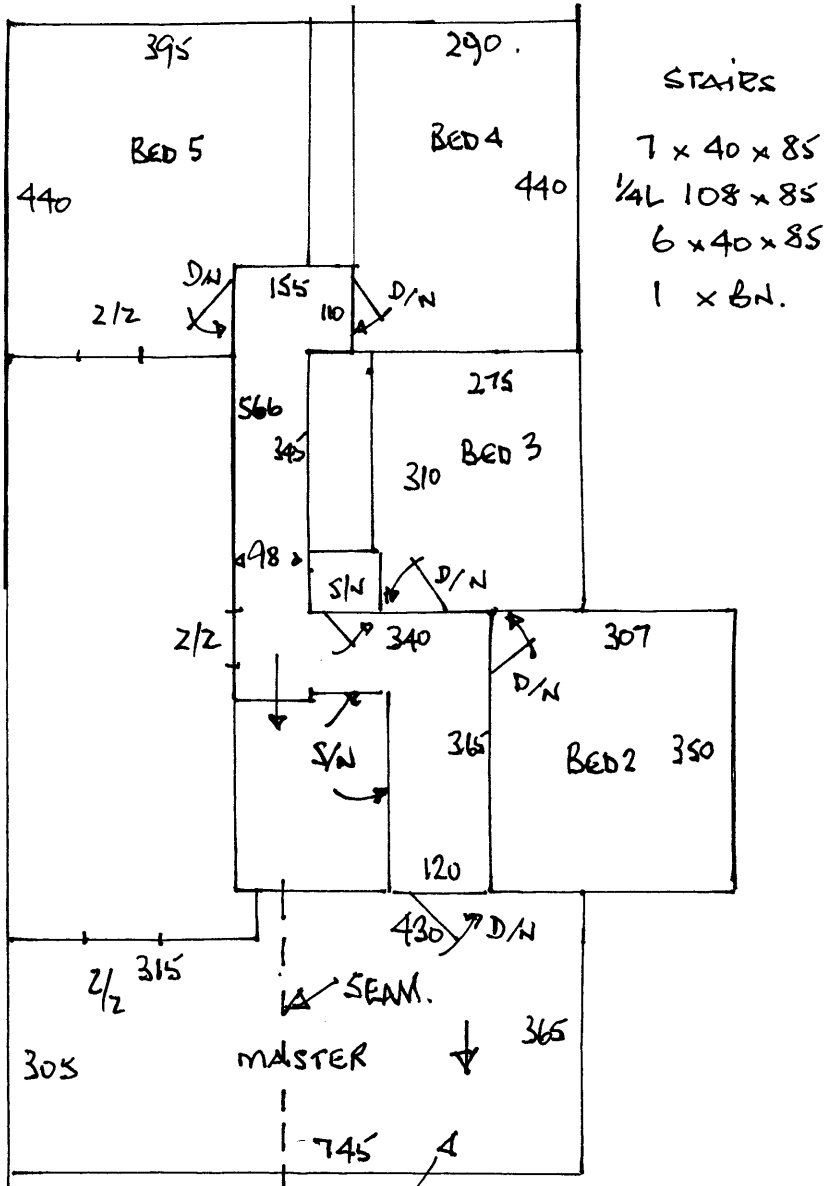 395
290.
STAIRS
BED 5
BED 4
7 x 40 x 85
440
440
1/4L 108 x 85
6 x 40 x 85
D/N
155
D/N
1 x BN.
2/2
110
275
566
345
BED 3
310
98
S/N
D/N
2/2
340
307
D/N
365
BED 2
350
S/N
120
430
D/N
2/2
315
SEAM.
365
305
MASTER
745